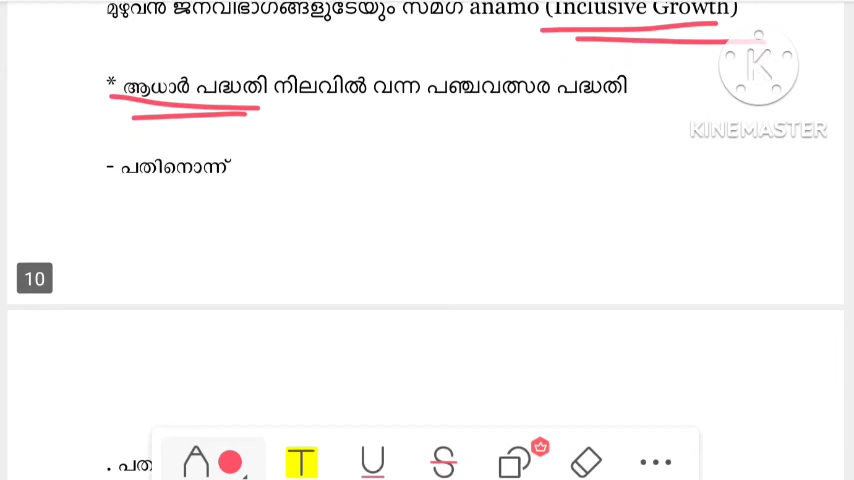 മുഴുവൻ ജനവിഭാഗങ്ങളുടേയും സമഗ anamo (Inclusive Growth)
* ആധാർ പദ്ധതി നിലവിൽ വന്ന പഞ്ചവത്സര പദ്ധതി
KINEMASTER
- പതിനൊന്ന്
10
. പത